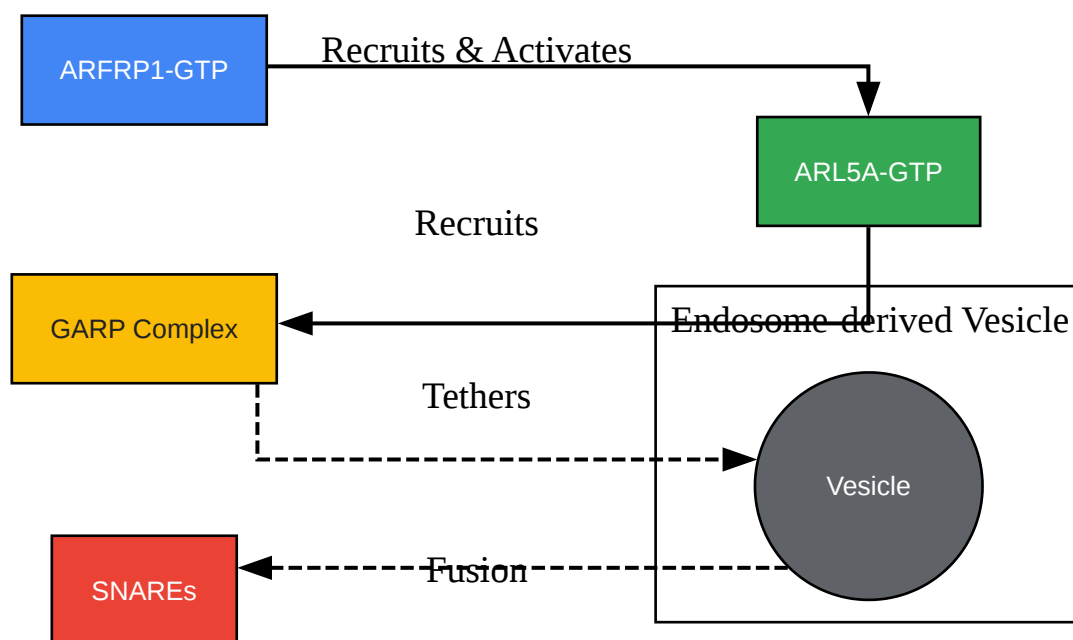 Recruits & Activates
ARFRP1-GTP
ARL5A-GTP
Recruits
Endosome-derived Vesicle
GARP Complex
Tethers
Vesicle
Fusion
SNAREs